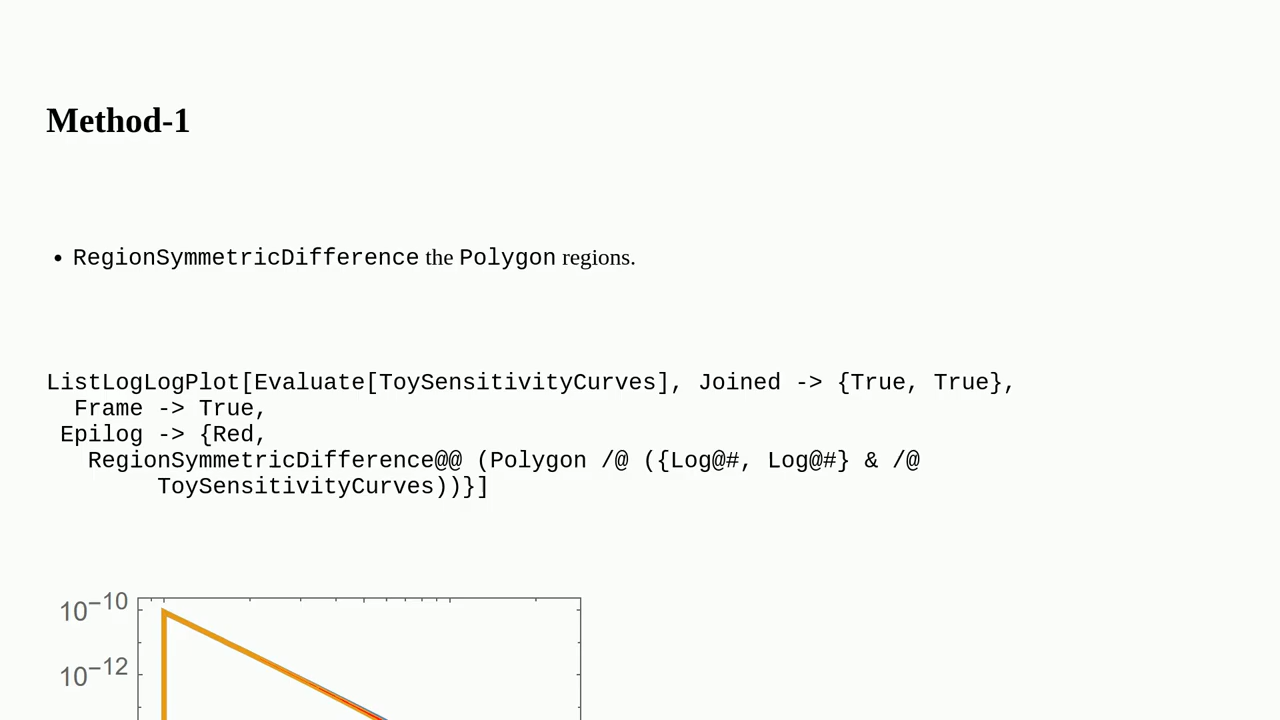 Method-1
• RegionSymmetricDifference the Polygon regions.
ListLogLogPlot[Evaluate[ToySensitivityCurves], Joined -> {True, True},
  Frame -> True,
 Epilog -> {Red,
   RegionSymmetricDifference@@ (Polygon /@ ({Log@#, Log@#} & /@
        ToySensitivityCurves))}]
10−10
10−12